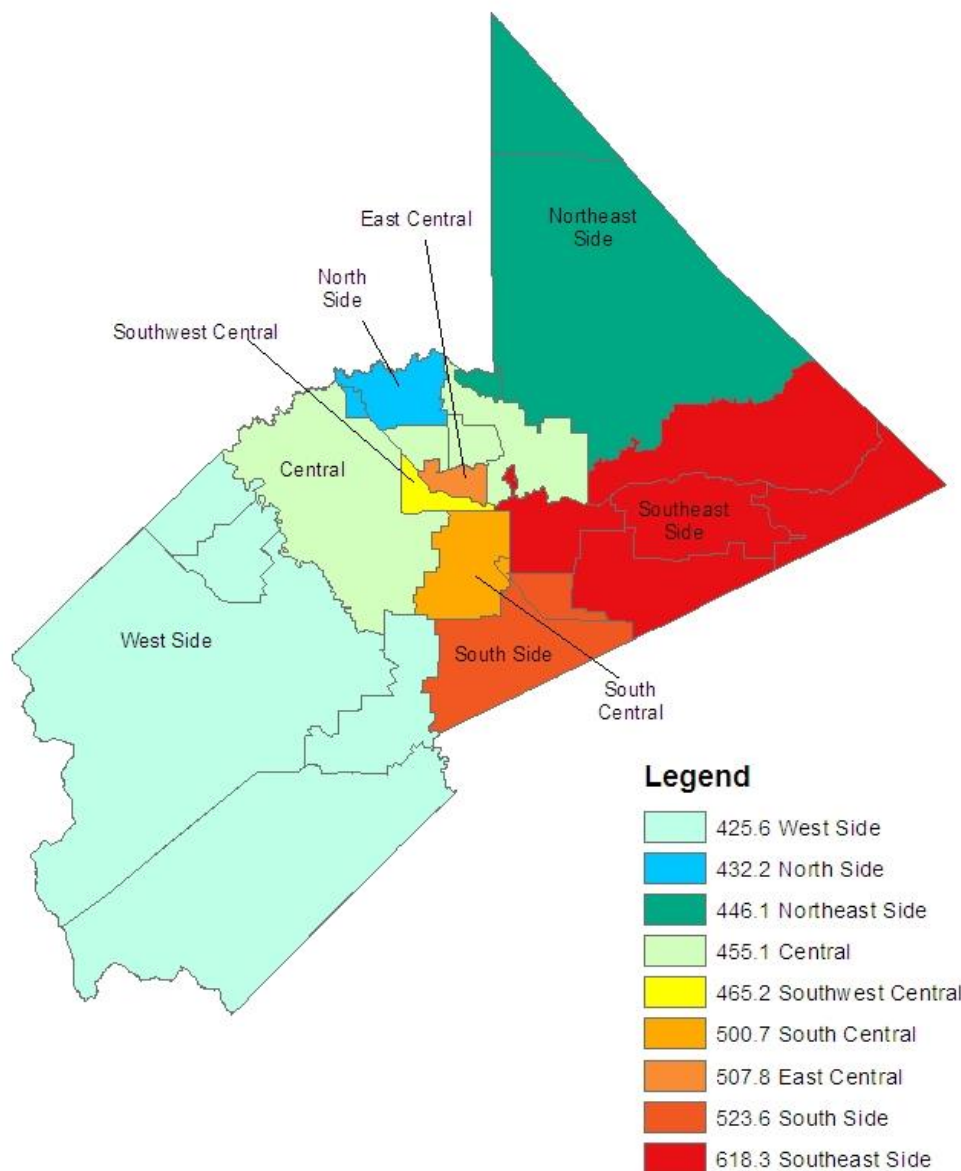 Northeast
Side
East Central
North
Side
Southwest Central
Central
Southeast
Side
West Side
South Side
South
Central
Legend
425.6 West Side
432.2 North Side
446.1 Northeast Side
455.1 Central
465.2 Southwest Central
500.7 South Central
507.8 East Central
523.6 South Side
618.3 Southeast Side